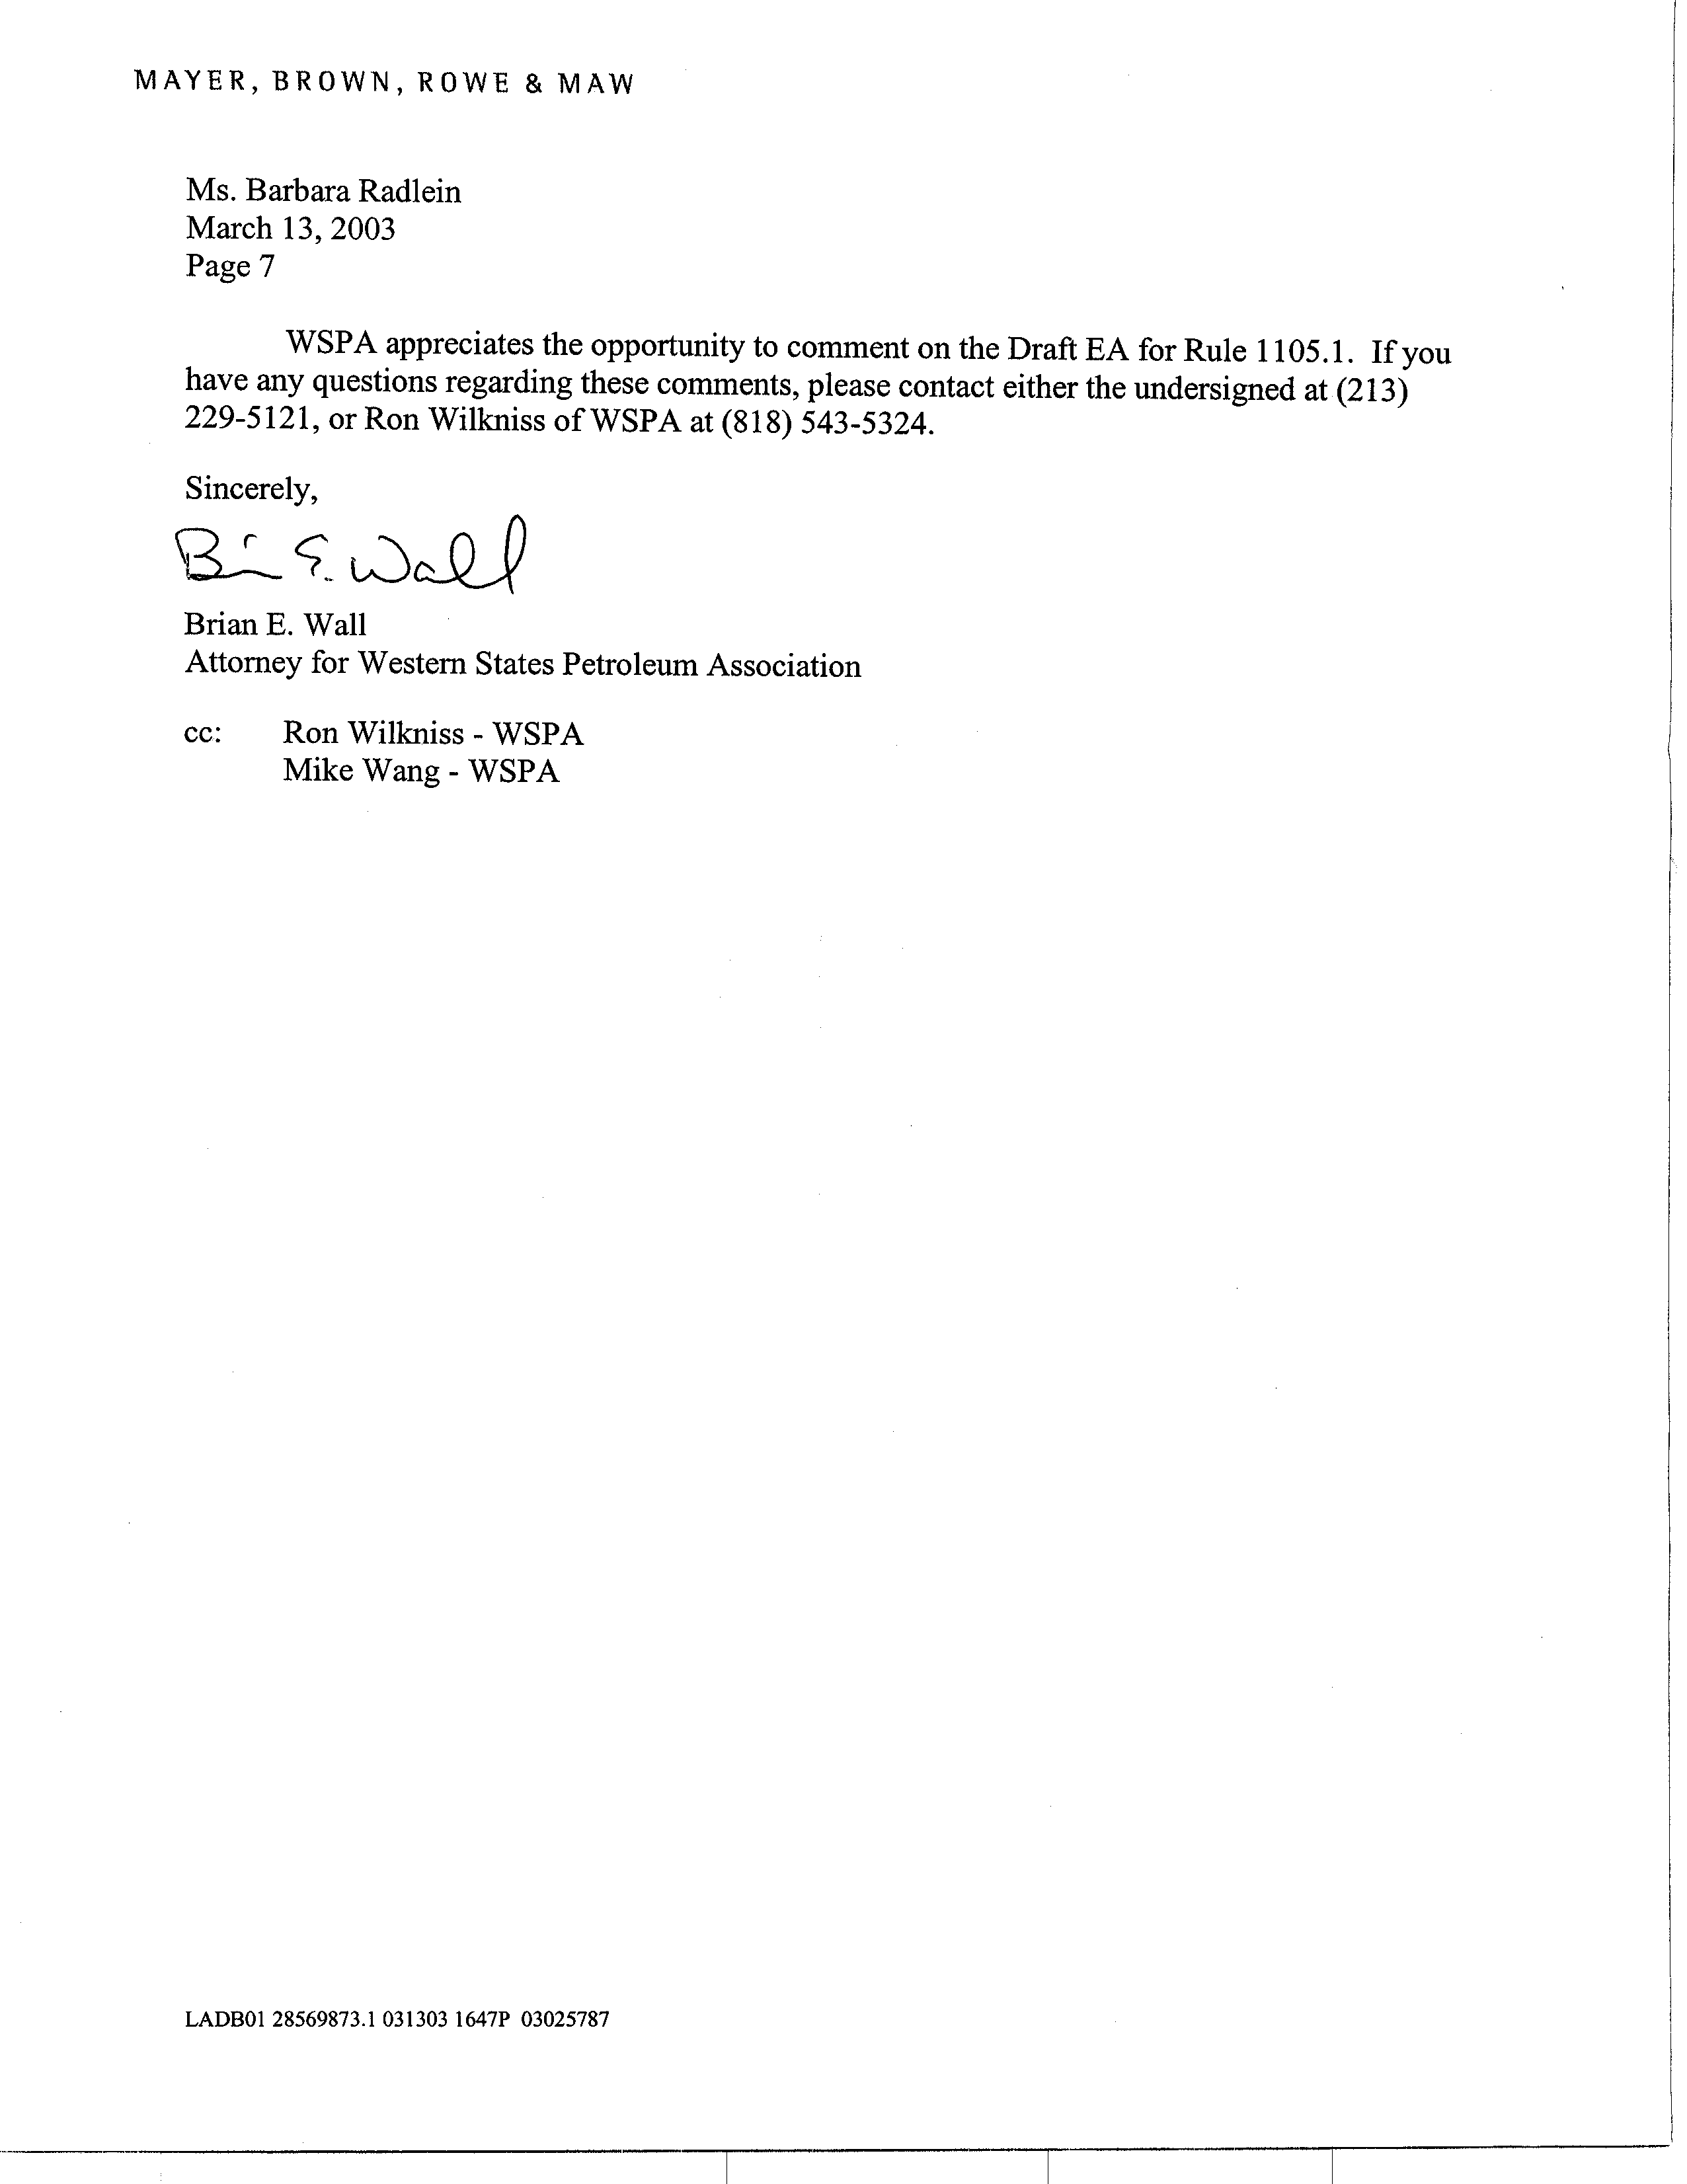 MAYER, BROWN, ROWE & MAW
Ms. Barbara Radlein
March 13, 2003
Page 7
WSPA appreciates the opportunity to comment on the Draft EA for Rule 1105.1. If you
have any questions regarding these comments, please contact either the undersigned at (213)
229-5121, or Ron Wilkniss of WSPA at (818) 543-5324.
Sincerely,
Bri E. Wall
Brian E. Wall
Attorney for Western States Petroleum Association
cc: Ron Wilkniss - WSPA
Mike Wang - WSPA
LADB01 28569873.1 031303 1647P 03025787